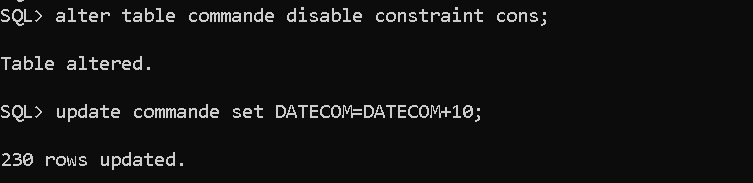 SQL> alter table commande disable constraint cons;
Table altered.
SQL> update commande set DATECOM=DATECOM+10;
230 rows updated.